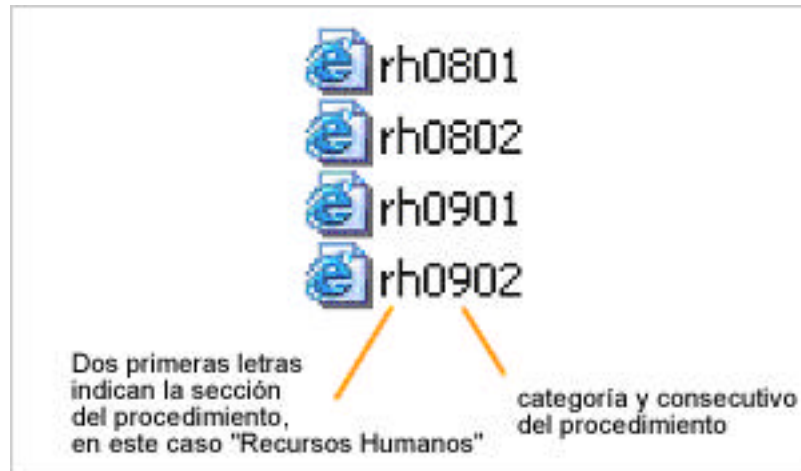 rh0801
rh0802
rh0901
rh0902
Dos primeras letras
indican la sección
del procedimiento,
en este caso "Recursos Humanos"
categoría y consecutivo
del procedimiento